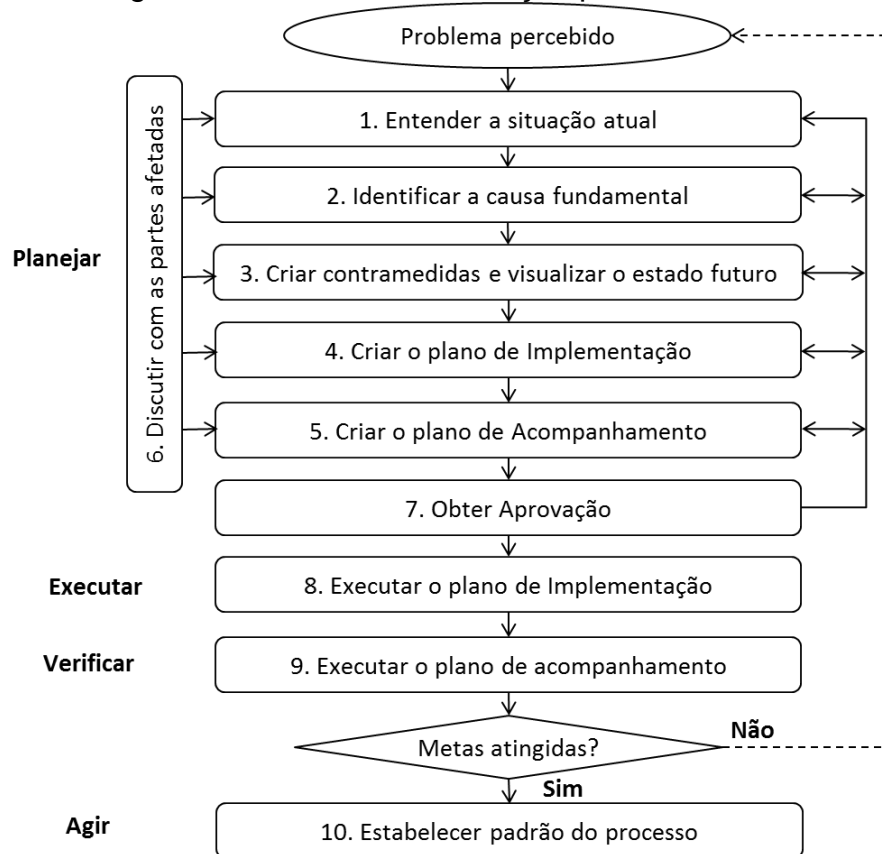 Problema percebido
1. Entender a situação atual
2. Identificar a causa fundamental
3. Criar contramedidas e visualizar o estado futuro
4. Criar o plano de Implementação
5. Criar o plano de Acompanhamento
6. Discutir com as partes afetadas
Planejar
7. Obter Aprovação
Executar
8. Executar o plano de Implementação
Verificar
9. Executar o plano de acompanhamento
Metas atingidas?
Não
Sim
Agir
10. Estabelecer padrão do processo